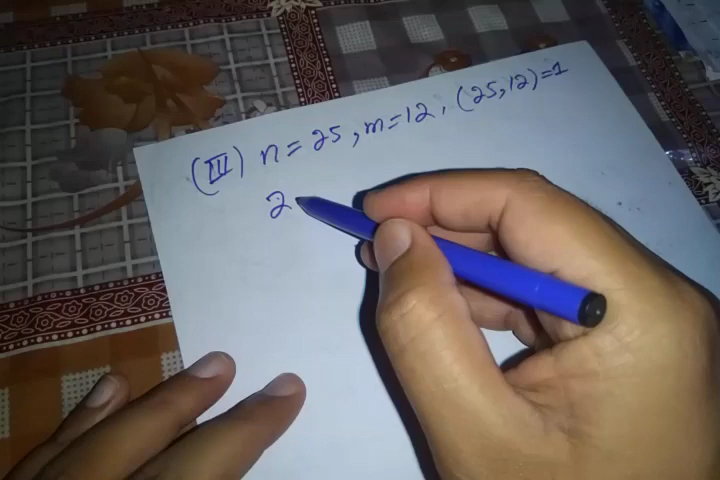 (III) n = 25, m = 12, (25,12) = 1
2